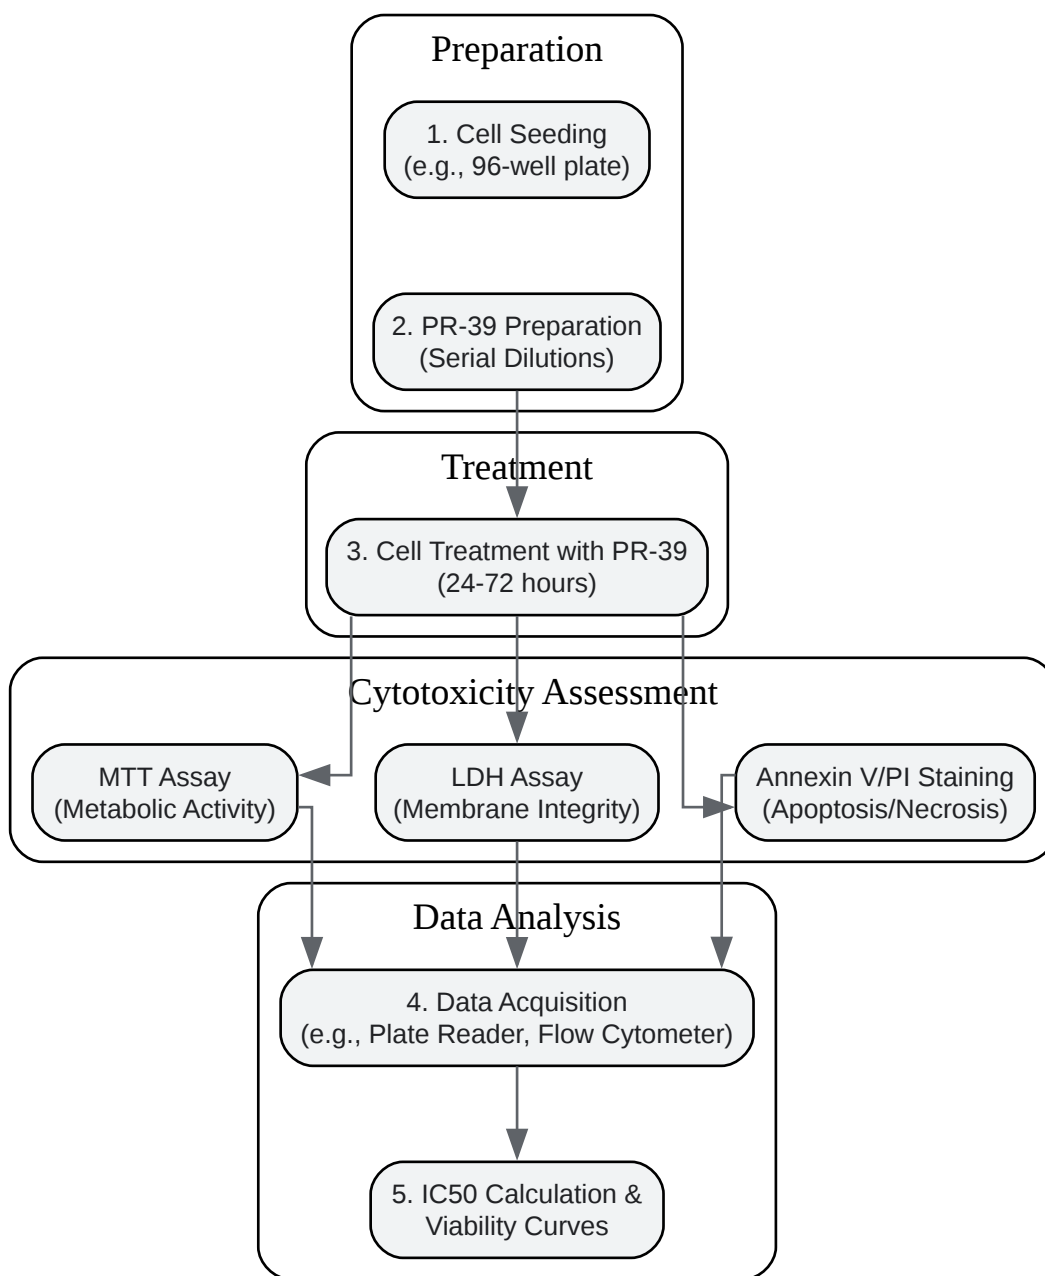 Preparation
1. Cell Seeding
(e.g., 96-well plate)
2. PR-39 Preparation
(Serial Dilutions)
Treatment
3. Cell Treatment with PR-39
(24-72 hours)
Cytotoxicity Assessment
MTT Assay
(Metabolic Activity)
LDH Assay
(Membrane Integrity)
Annexin V/PI Staining
(Apoptosis/Necrosis)
Data Analysis
4. Data Acquisition
(e.g., Plate Reader, Flow Cytometer)
5. IC50 Calculation &
Viability Curves